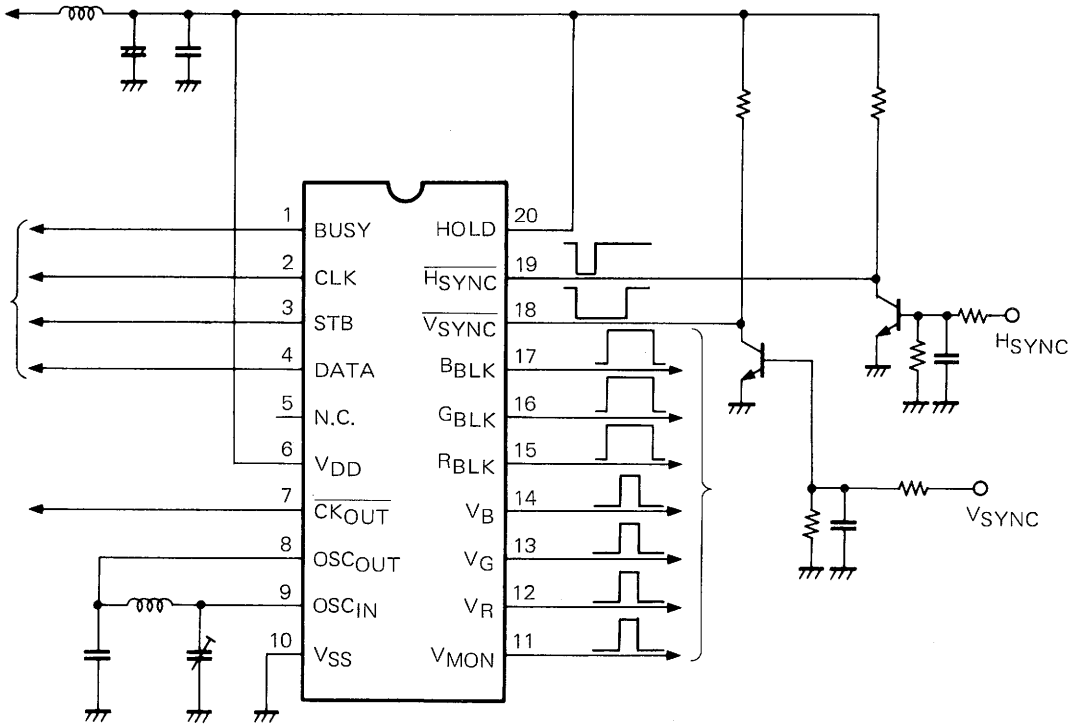 1 BUSY HOLD 20
2 CLK HSYNC 19
3 STB VSYNC 18
4 DATA BBLK 17
5 N.C. GBLK 16
6 VDD RBLK 15
7 CKOUT VB 14
8 OSCOUT VG 13
9 OSCIN VR 12
10 VSS VMON 11
HSYNC
VSYNC